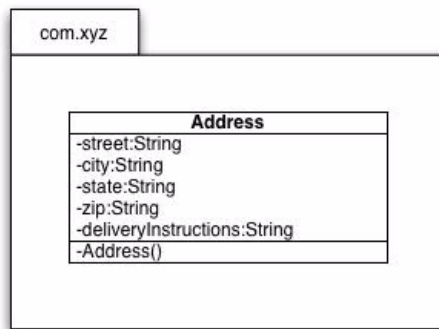 com.xyz
Address
-street:String
-city:String
-state:String
-zip:String
-deliveryInstructions:String
-Address()